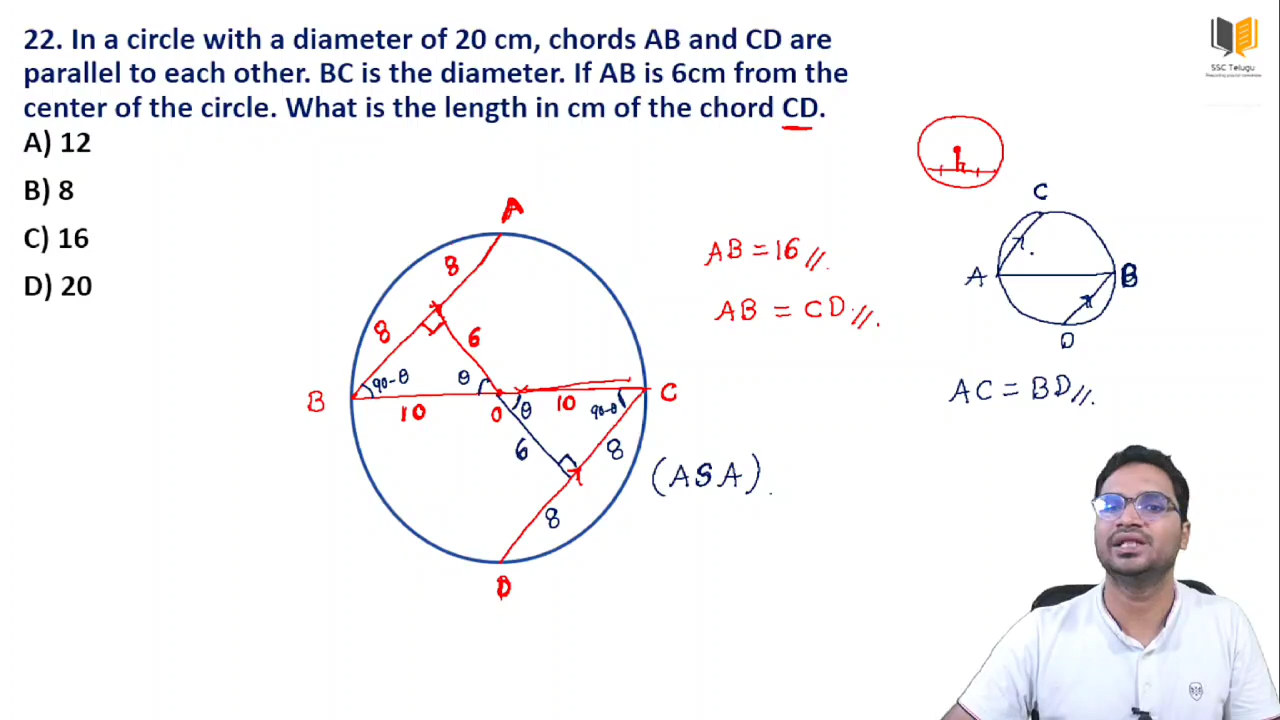 22. In a circle with a diameter of 20 cm, chords AB and CD are
parallel to each other. BC is the diameter. If AB is 6cm from the
center of the circle. What is the length in cm of the chord CD.
A) 12
B) 8
C) 16
D) 20
SSC Telugu
A
8
8
6
90-θ
θ
B
10
O
10
C
θ
90-θ
6
8
8
D
AB = 16 //.
AB = CD //.
(ASA).
C
A
B
D
AC = BD //.